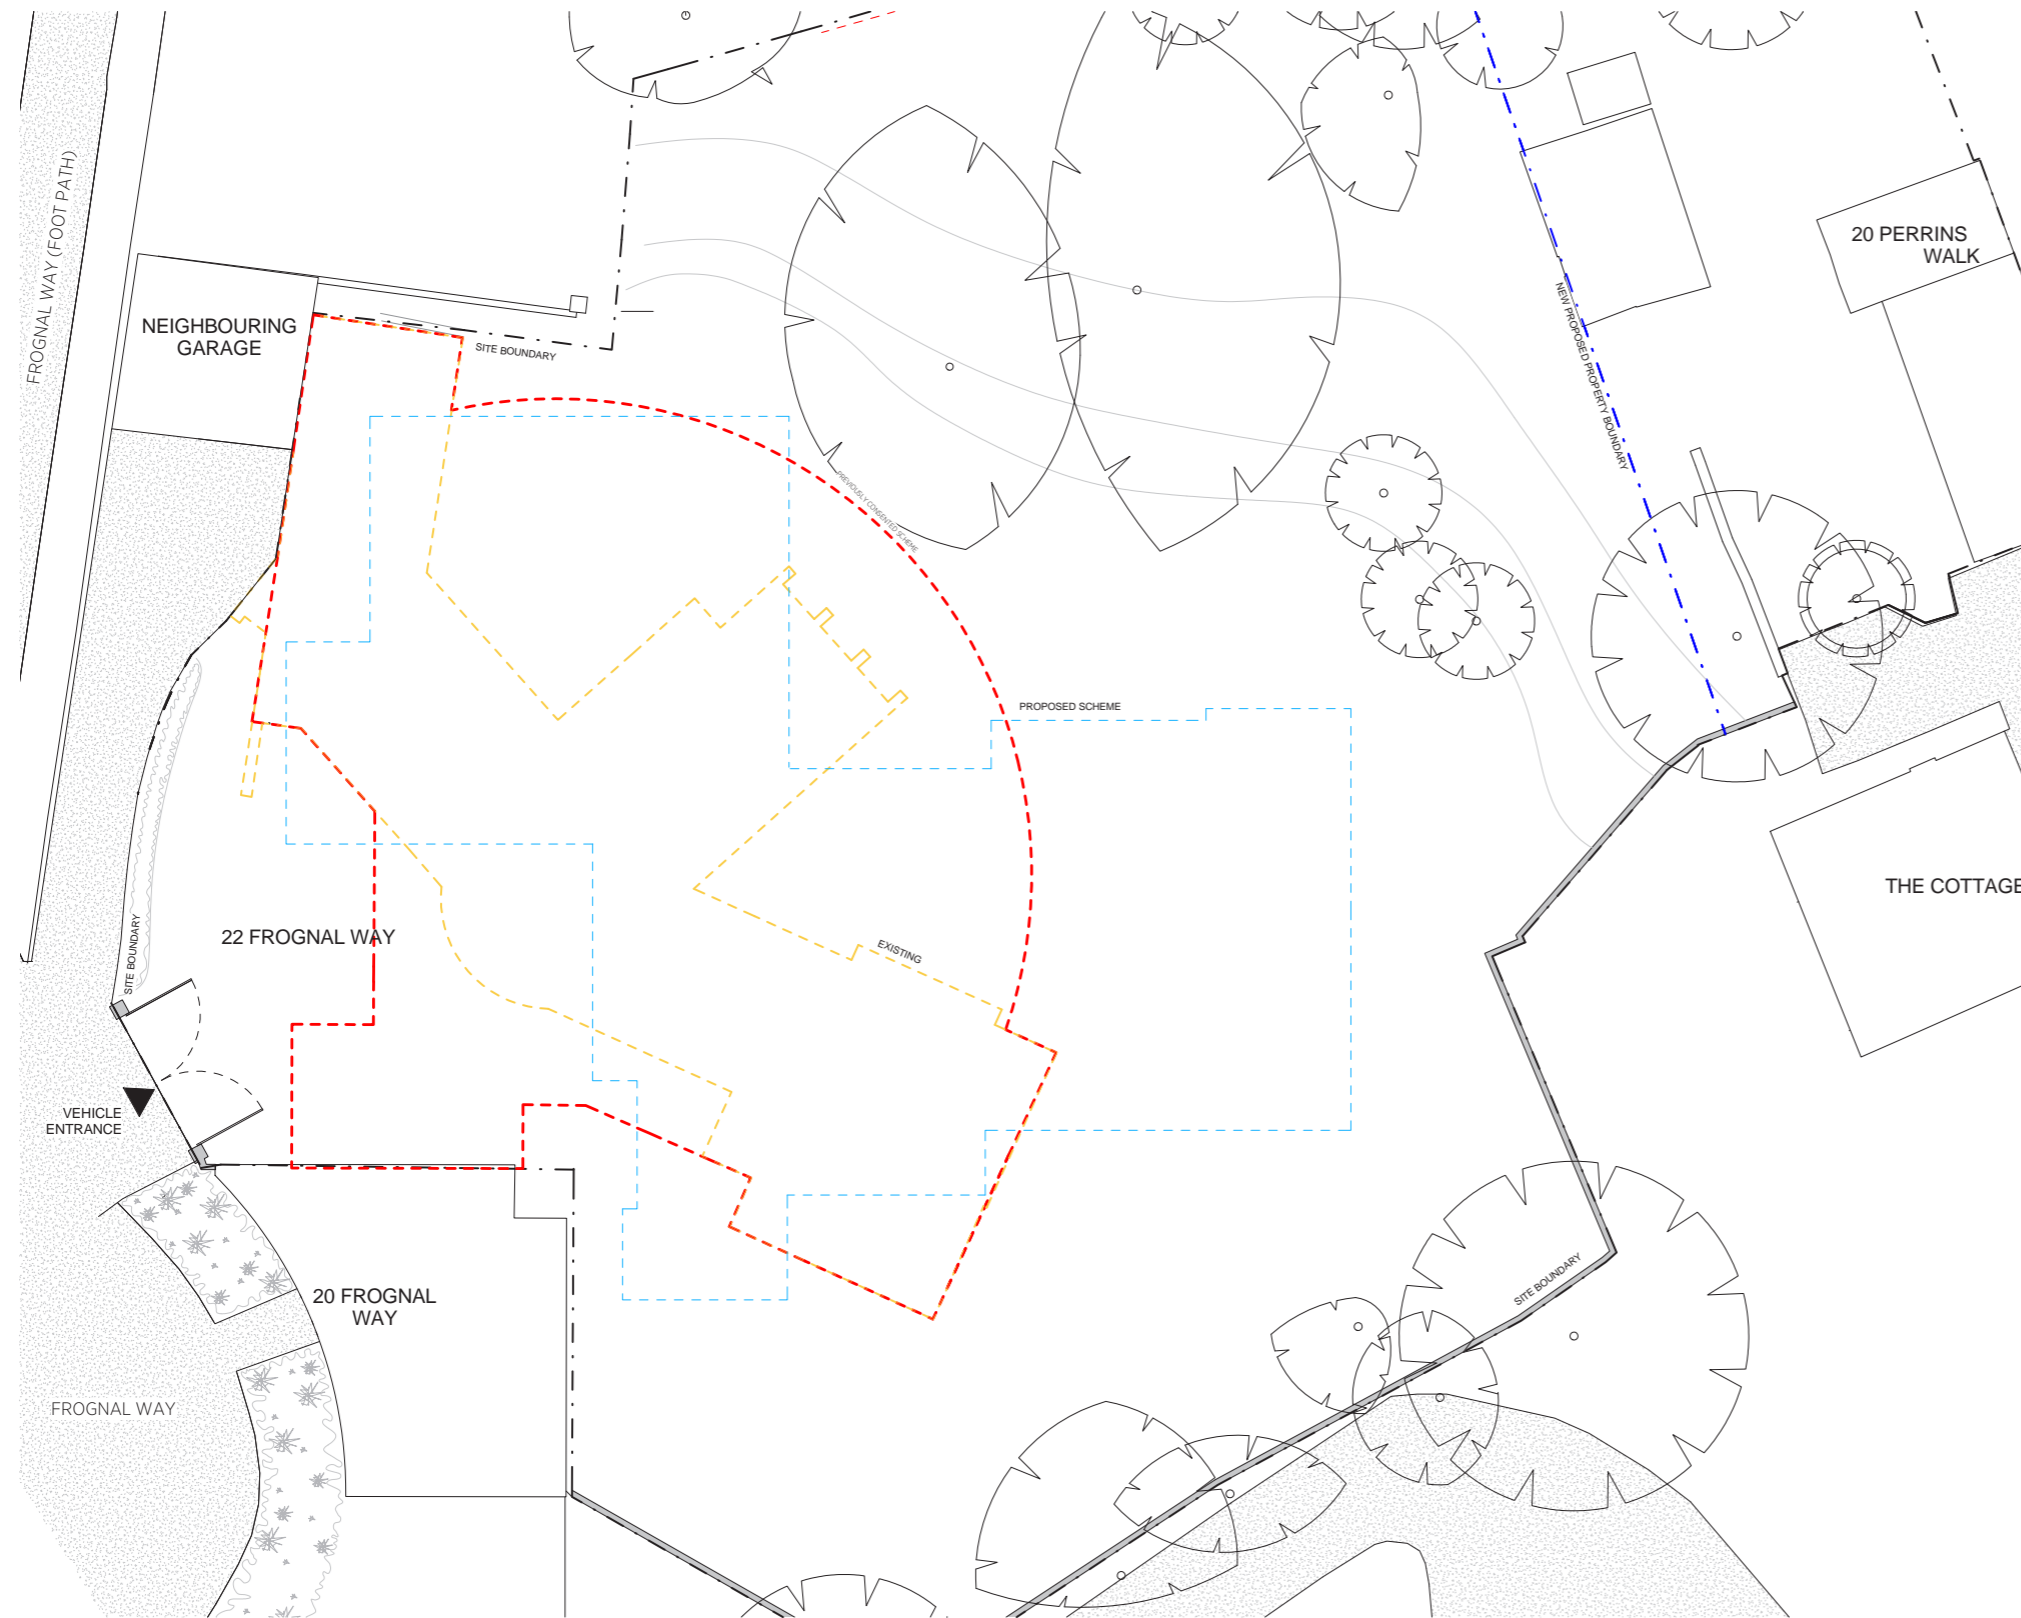 FROGNAL WAY (FOOT PATH)
NEIGHBOURING
GARAGE
SITE BOUNDARY
PREVIOUSLY CONSENTED SCHEME
NEW PROPOSED PROPERTY BOUNDARY
20 PERRINS
WALK
PROPOSED SCHEME
THE COTTAGE
EXISTING
22 FROGNAL WAY
SITE BOUNDARY
VEHICLE
ENTRANCE
20 FROGNAL
WAY
SITE BOUNDARY
FROGNAL WAY